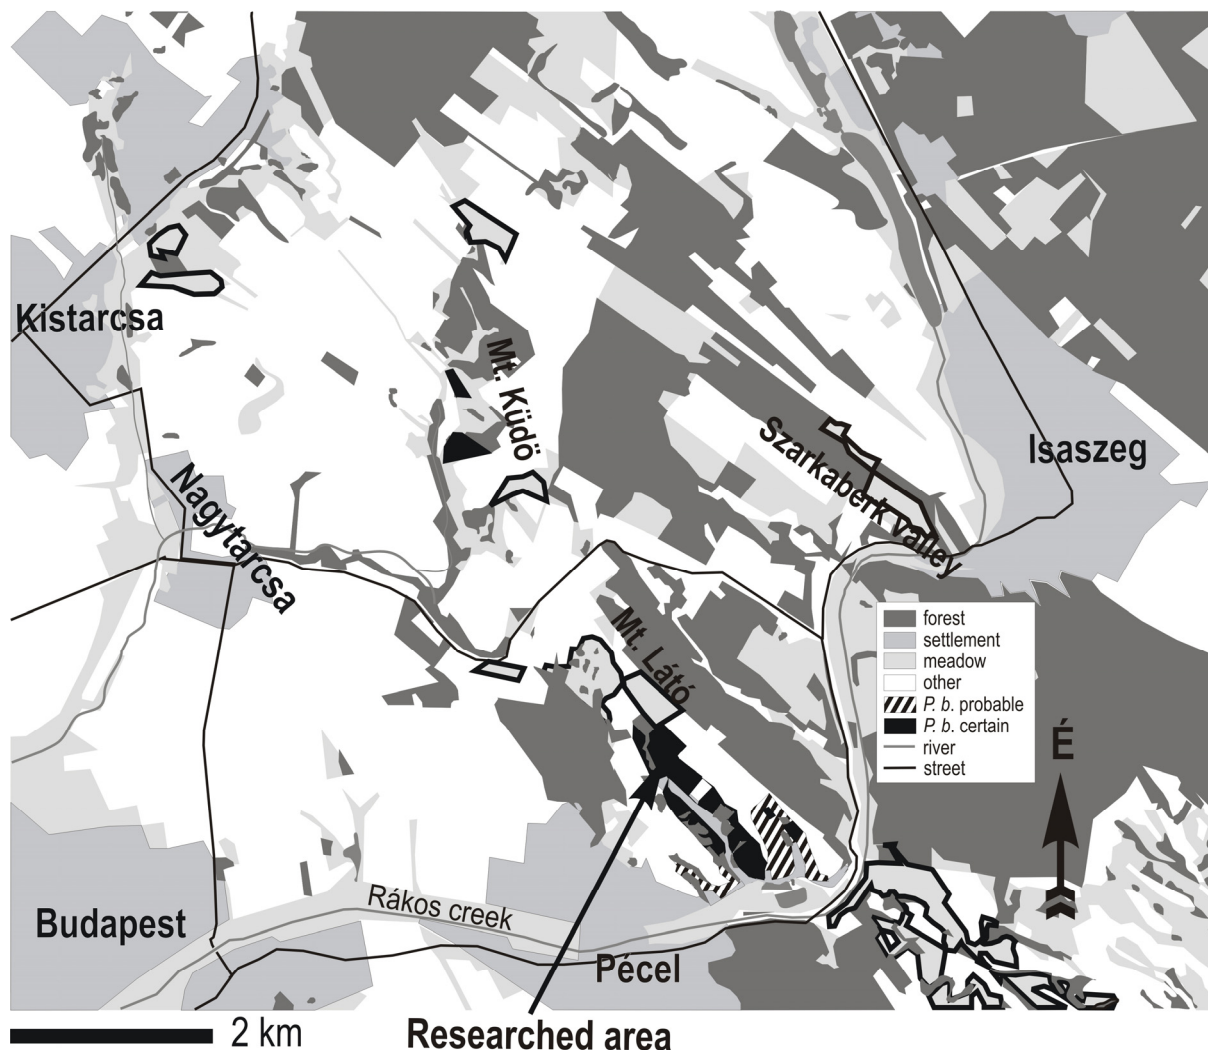 Kistarcsa
Mt. Küdö
Szarkaberk valley
Isaszeg
Nagytarcsa
Mt. Látó
forest
settlement
meadow
other
P. b. probable
P. b. certain
river
street
É
Rákos creek
Budapest
Pécel
2 km
Researched area